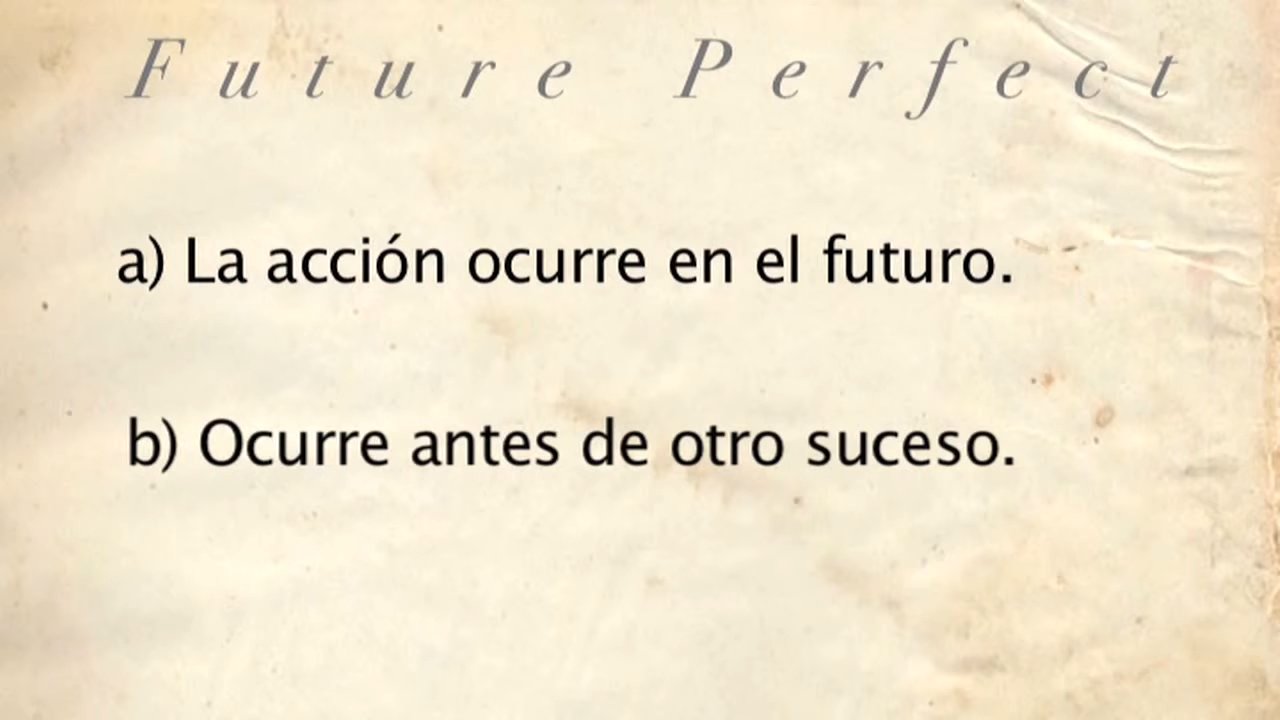 Future Perfect
a) La acción ocurre en el futuro.
b) Ocurre antes de otro suceso.